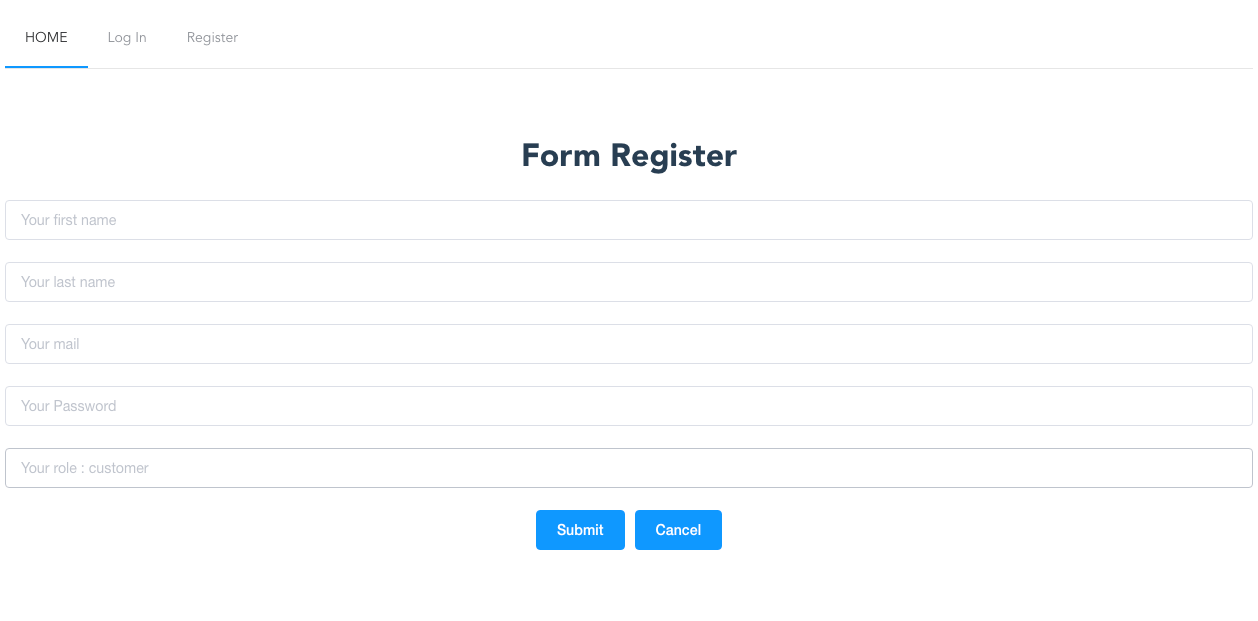 HOME Log In Register
Form Register
Your first name
Your last name
Your mail
Your Password
Your role : customer
Submit Cancel